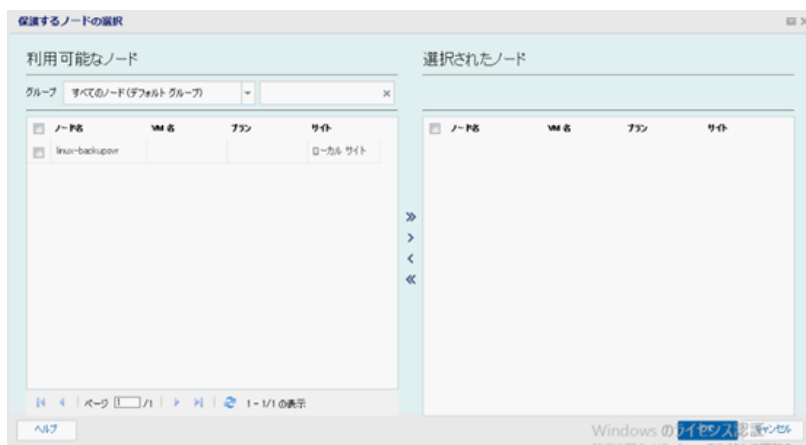 保護するノードの選択
利用可能なノード
グループ すべてのノード(デフォルト グループ)
ノード名 VM 名 プラン サイト
linux-backupsvr ローカル サイト
ページ 1 /1 1 - 1/1 の表示
選択されたノード
ノード名 VM 名 プラン サイト
ヘルプ
Windows のライセンス認証
キャンセル